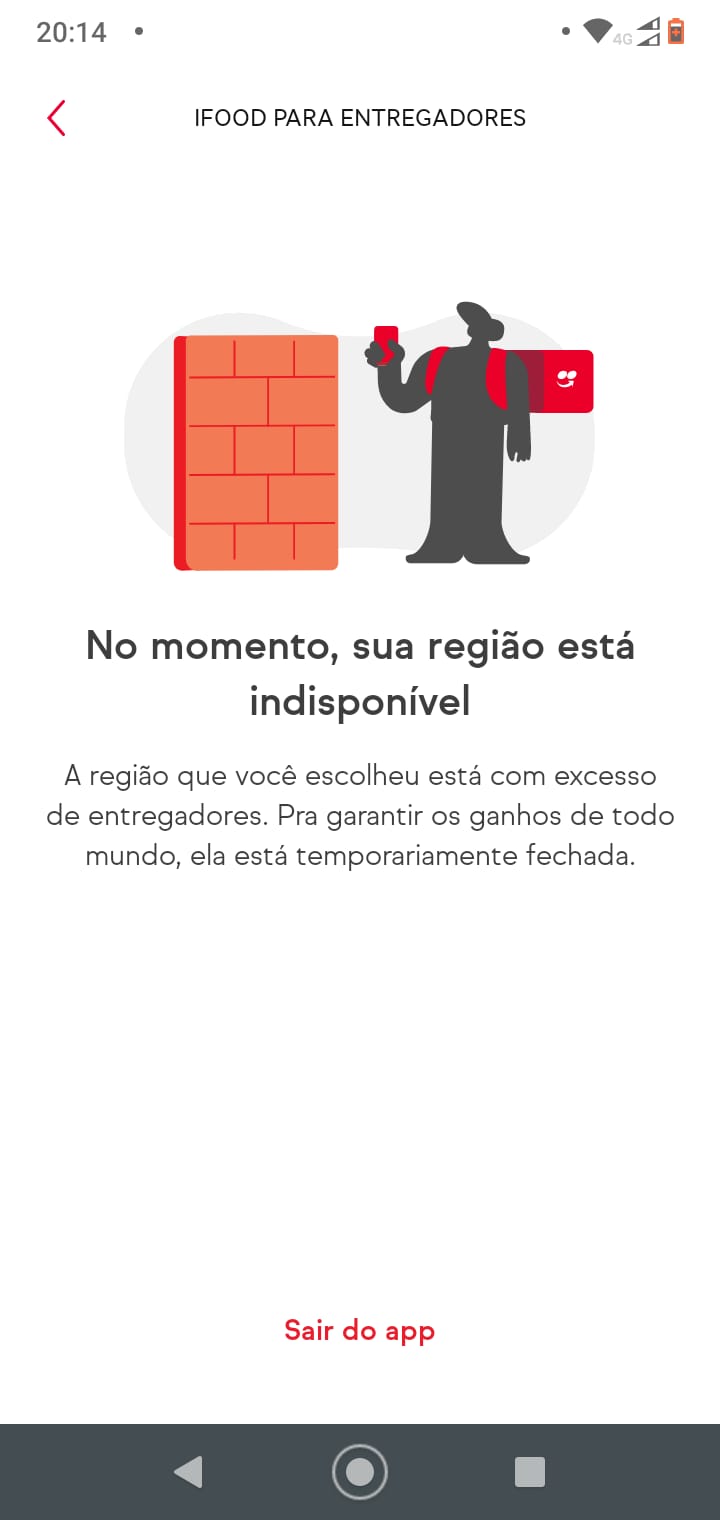 20:14
4G
IFOOD PARA ENTREGADORES
No momento, sua região está
indisponível
A região que você escolheu está com excesso
de entregadores. Pra garantir os ganhos de todo
mundo, ela está temporariamente fechada.
Sair do app